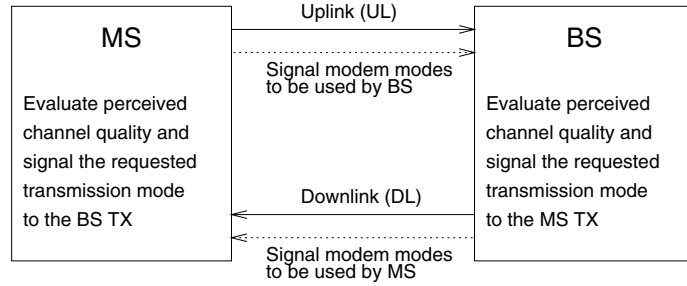 MS
Evaluate perceived
channel quality and
signal the requested
transmission mode
to the BS TX
Uplink (UL)
Signal modem modes
to be used by BS
Downlink (DL)
Signal modem modes
to be used by MS
BS
Evaluate perceived
channel quality and
signal the requested
transmission mode
to the MS TX